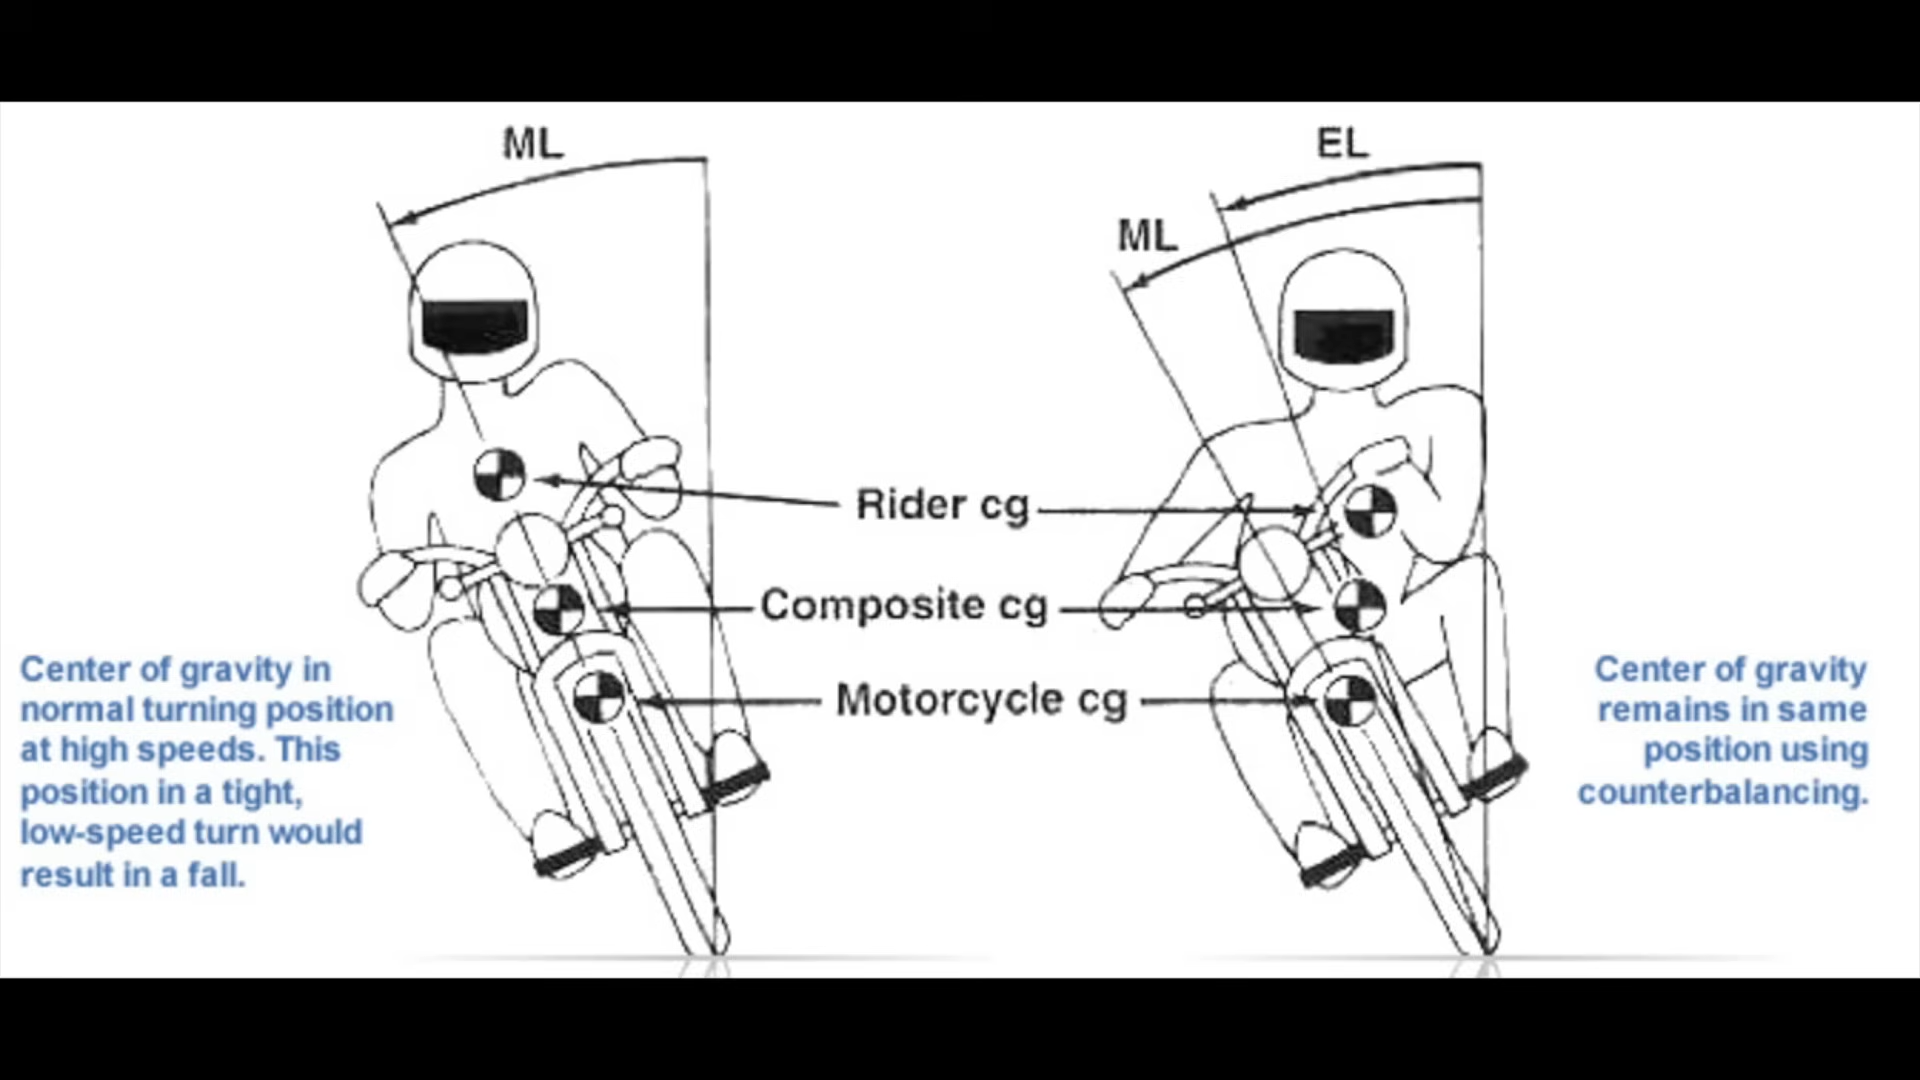 ML
EL
ML
Rider cg
Composite cg
Motorcycle cg
Center of gravity in
normal turning position
at high speeds. This
position in a tight,
low-speed turn would
result in a fall.
Center of gravity
remains in same
position using
counterbalancing.